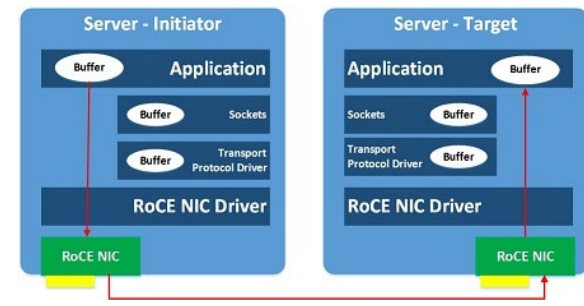 Server - Initiator
Buffer
Application
Buffer
Sockets
Buffer
Transport
Protocol Driver
RoCE NIC Driver
RoCE NIC
Server - Target
Application
Buffer
Sockets
Buffer
Transport
Protocol Driver
Buffer
RoCE NIC Driver
RoCE NIC